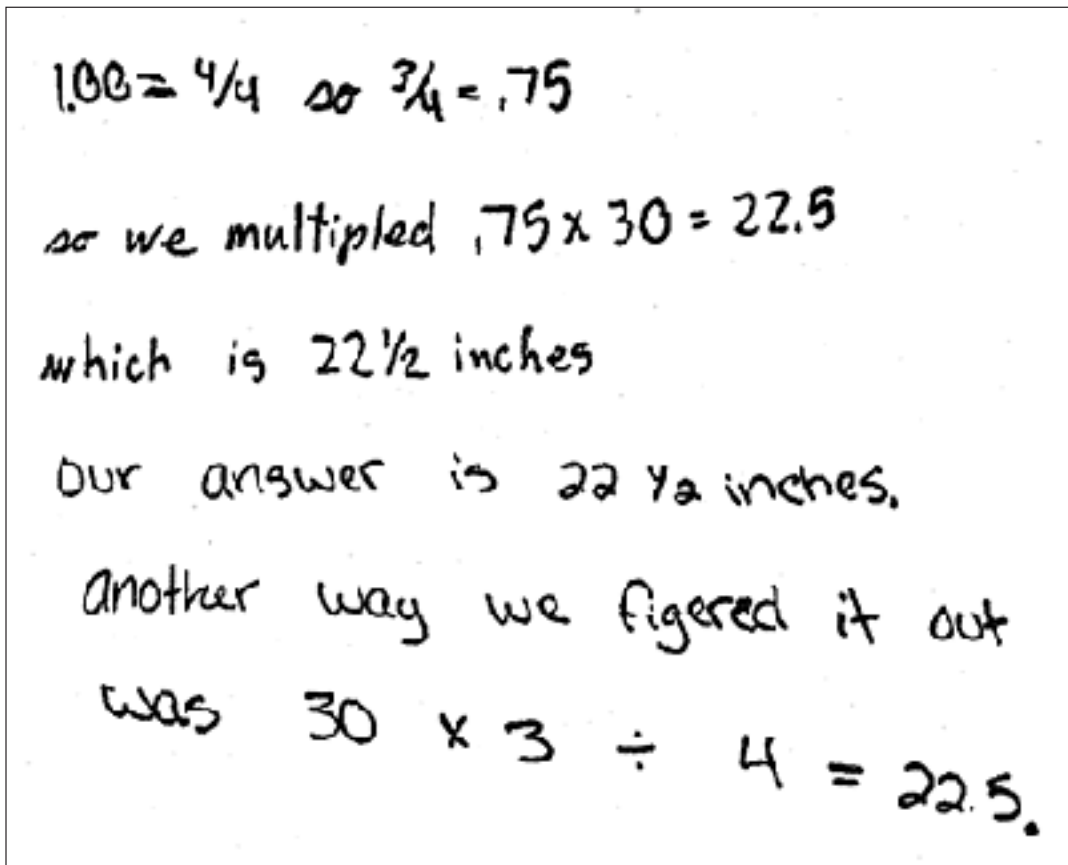 1.00 = 4/4 so 3/4 = .75
so we multipled .75 x 30 = 22.5
which is 22 1/2 inches
our answer is 22 1/2 inches.
another way we figered it out
was 30 x 3 ÷ 4 = 22.5.